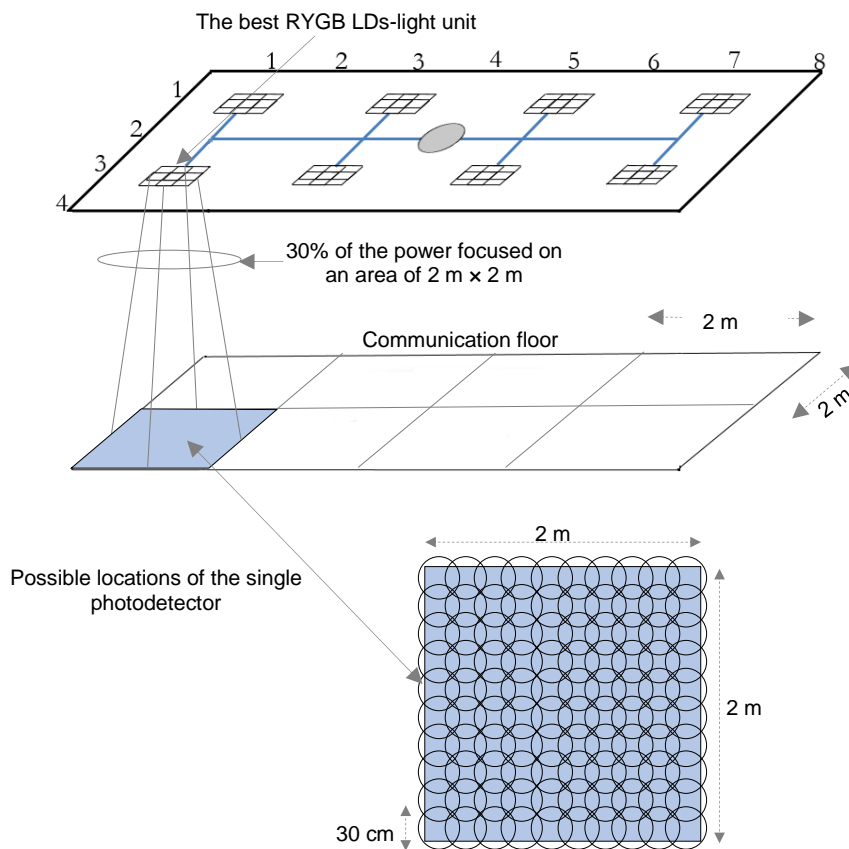 The best RYGB LDs-light unit
1 2 3 4 5 6 7 8
1
2
3
4
30% of the power focused on
an area of 2 m × 2 m
2 m
Communication floor
2 m
2 m
Possible locations of the single
photodetector
2 m
30 cm